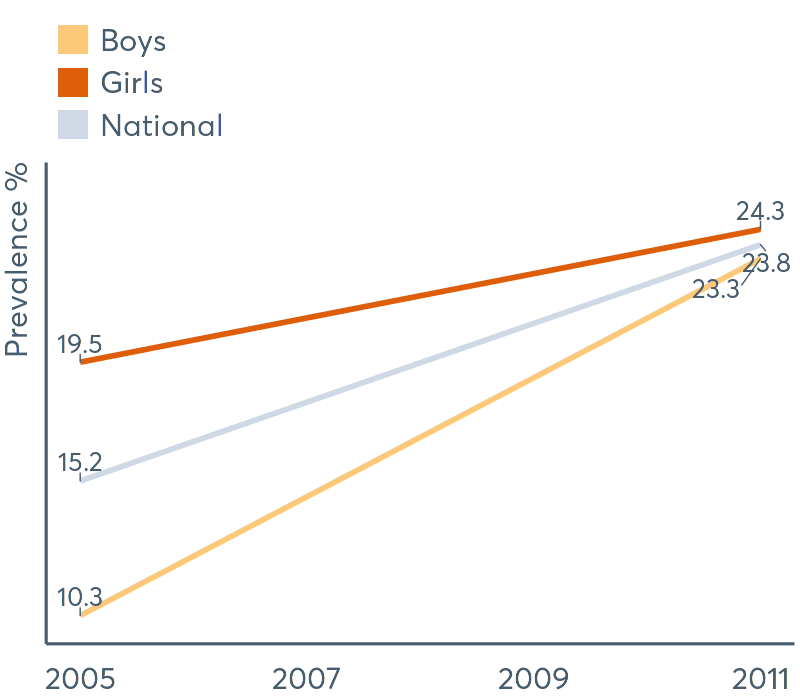 Boys
Girls
National
Prevalence %
24.3
23.8
23.3
19.5
15.2
10.3
2005 2007 2009 2011